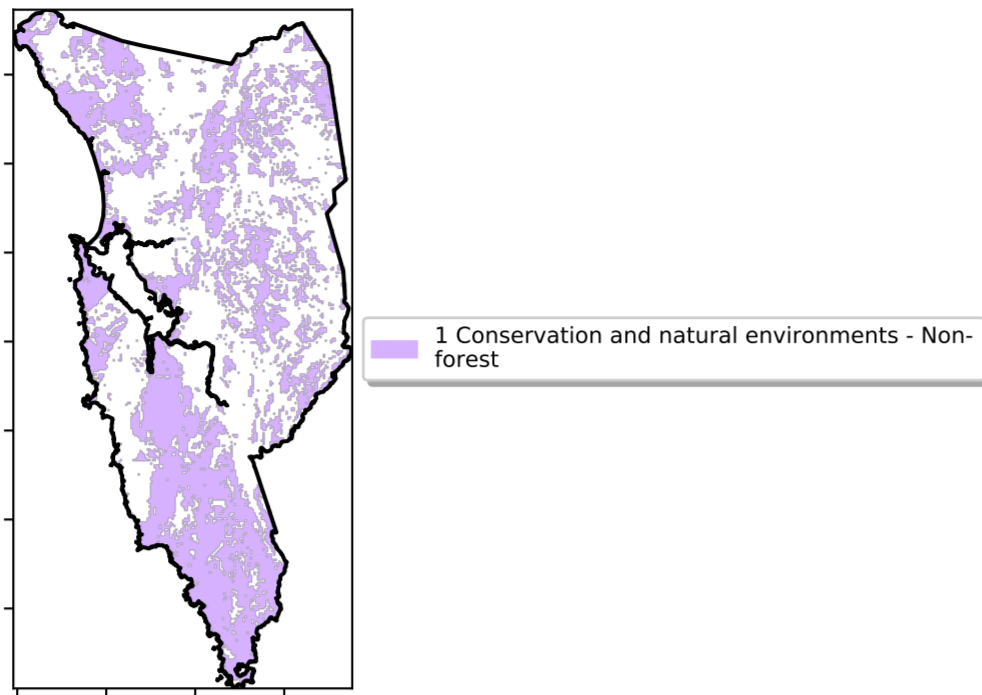 1 Conservation and natural environments - Non-
forest